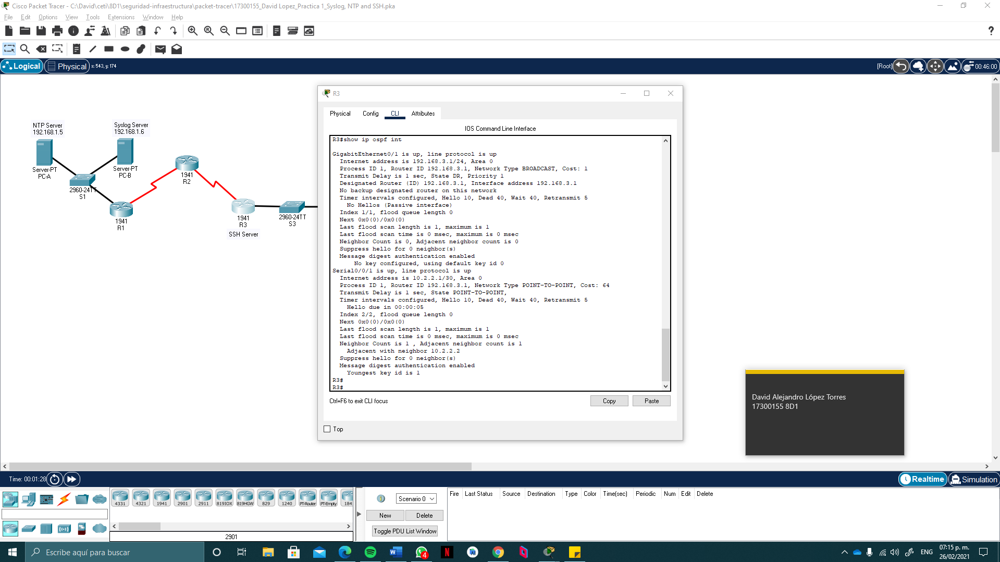 Cisco Packet Tracer - C:\David\ceti\8D1\seguridad-infraestructura\packet-tracer\17300155_David Lopez_Practica 1_Syslog, NTP and SSH.pka
File Edit Options View Tools Extensions Window Help
Logical Physical x: 543, y: 174
[Root] 00:46:00
NTP Server
192.168.1.5
Syslog Server
192.168.1.6
Server-PT
PC-A
Server-PT
PC-B
2960-24TT
S1
1941
R1
1941
R2
1941
R3
SSH Server
2960-24TT
S3
R3
Physical Config CLI Attributes
IOS Command Line Interface
R3#show ip ospf int
GigabitEthernet0/1 is up, line protocol is up
Internet address is 192.168.3.1/24, Area 0
Process ID 1, Router ID 192.168.3.1, Network Type BROADCAST, Cost: 1
Transmit Delay is 1 sec, State DR, Priority 1
Designated Router (ID) 192.168.3.1, Interface address 192.168.3.1
No backup designated router on this network
Timer intervals configured, Hello 10, Dead 40, Wait 40, Retransmit 5
No Hellos (Passive interface)
Index 1/1, flood queue length 0
Next 0x0(0)/0x0(0)
Last flood scan length is 1, maximum is 1
Last flood scan time is 0 msec, maximum is 0 msec
Neighbor Count is 0, Adjacent neighbor count is 0
Suppress hello for 0 neighbor(s)
Message digest authentication enabled
No key configured, using default key id 0
Serial0/0/1 is up, line protocol is up
Internet address is 10.2.2.1/30, Area 0
Process ID 1, Router ID 192.168.3.1, Network Type POINT-TO-POINT, Cost: 64
Transmit Delay is 1 sec, State POINT-TO-POINT,
Timer intervals configured, Hello 10, Dead 40, Wait 40, Retransmit 5
Hello due in 00:00:05
Index 2/2, flood queue length 0
Next 0x0(0)/0x0(0)
Last flood scan length is 1, maximum is 1
Last flood scan time is 0 msec, maximum is 0 msec
Neighbor Count is 1 , Adjacent neighbor count is 1
Adjacent with neighbor 10.2.2.2
Suppress hello for 0 neighbor(s)
Message digest authentication enabled
Youngest key id is 1
R3#
R3#
Ctrl+F6 to exit CLI focus
Copy Paste
Top
David Alejandro López Torres
17300155 8D1
Time: 00:01:28
Realtime Simulation
4331 4321 1941 2901 2911 819IOX 819HGW 829 1240 PT-Router PT-Empty 184
2901
Scenario 0
New Delete
Toggle PDU List Window
Fire Last Status Source Destination Type Color Time(sec) Periodic Num Edit Delete
Escribe aquí para buscar
4
ENG
07:15 p. m.
26/02/2021